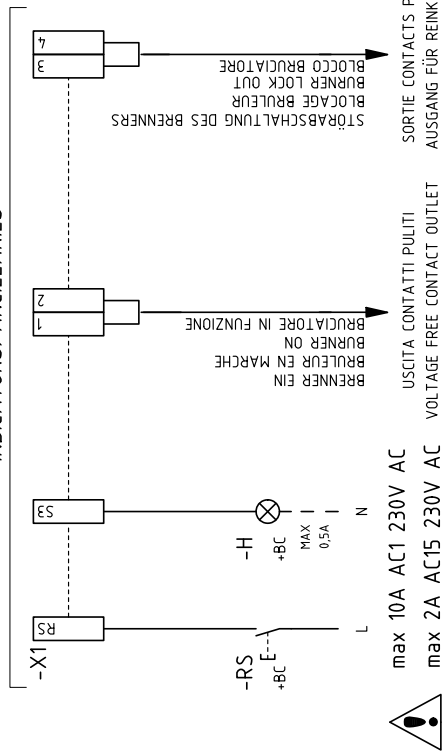 -X1
RS
S3
1
2
3
4
-RS
+BC
-H
+BC
MAX
0,5A
L
N
BRUCIATORE IN FUNZIONE
BURNER ON
BRULEUR EN MARCHE
BRENNER EIN
BLOCCO BRUCIATORE
BURNER LOCK OUT
BLOCAGE BRULEUR
STÖRABSCHALTUNG DES BRENNERS
max 10A AC1 230V AC
max 2A AC15 230V AC
USCITA CONTATTI PULITI
VOLTAGE FREE CONTACT OUTLET
SORTIE CONTACTS
AUSGANG FÜR